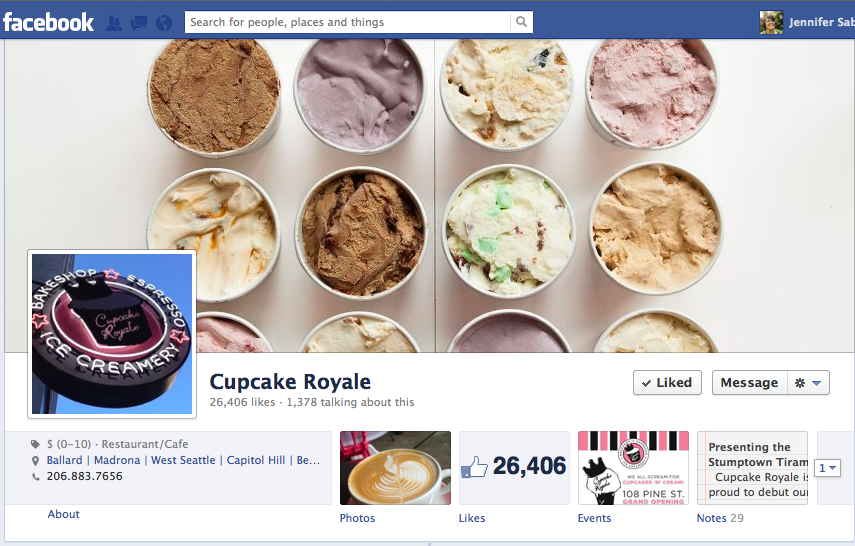 facebook
Search for people, places and things
Jennifer Sab
BAKESHOP ESPRESSO
Cupcake
Royale
ICE CREAMERY
Cupcake Royale
26,406 likes · 1,378 talking about this
Liked
Message
$ (0-10) · Restaurant/Cafe
Ballard | Madrona | West Seattle | Capitol Hill | Be...
206.883.7656
About
Photos
26,406
Likes
Cupcake
Royale
WE ALL SCREAM FOR
CUPCAKES 'N' CREAM!
108 PINE ST.
GRAND OPENING
Events
Presenting the
Stumptown Tiram
Cupcake Royale is
proud to debut our
Notes 29
1